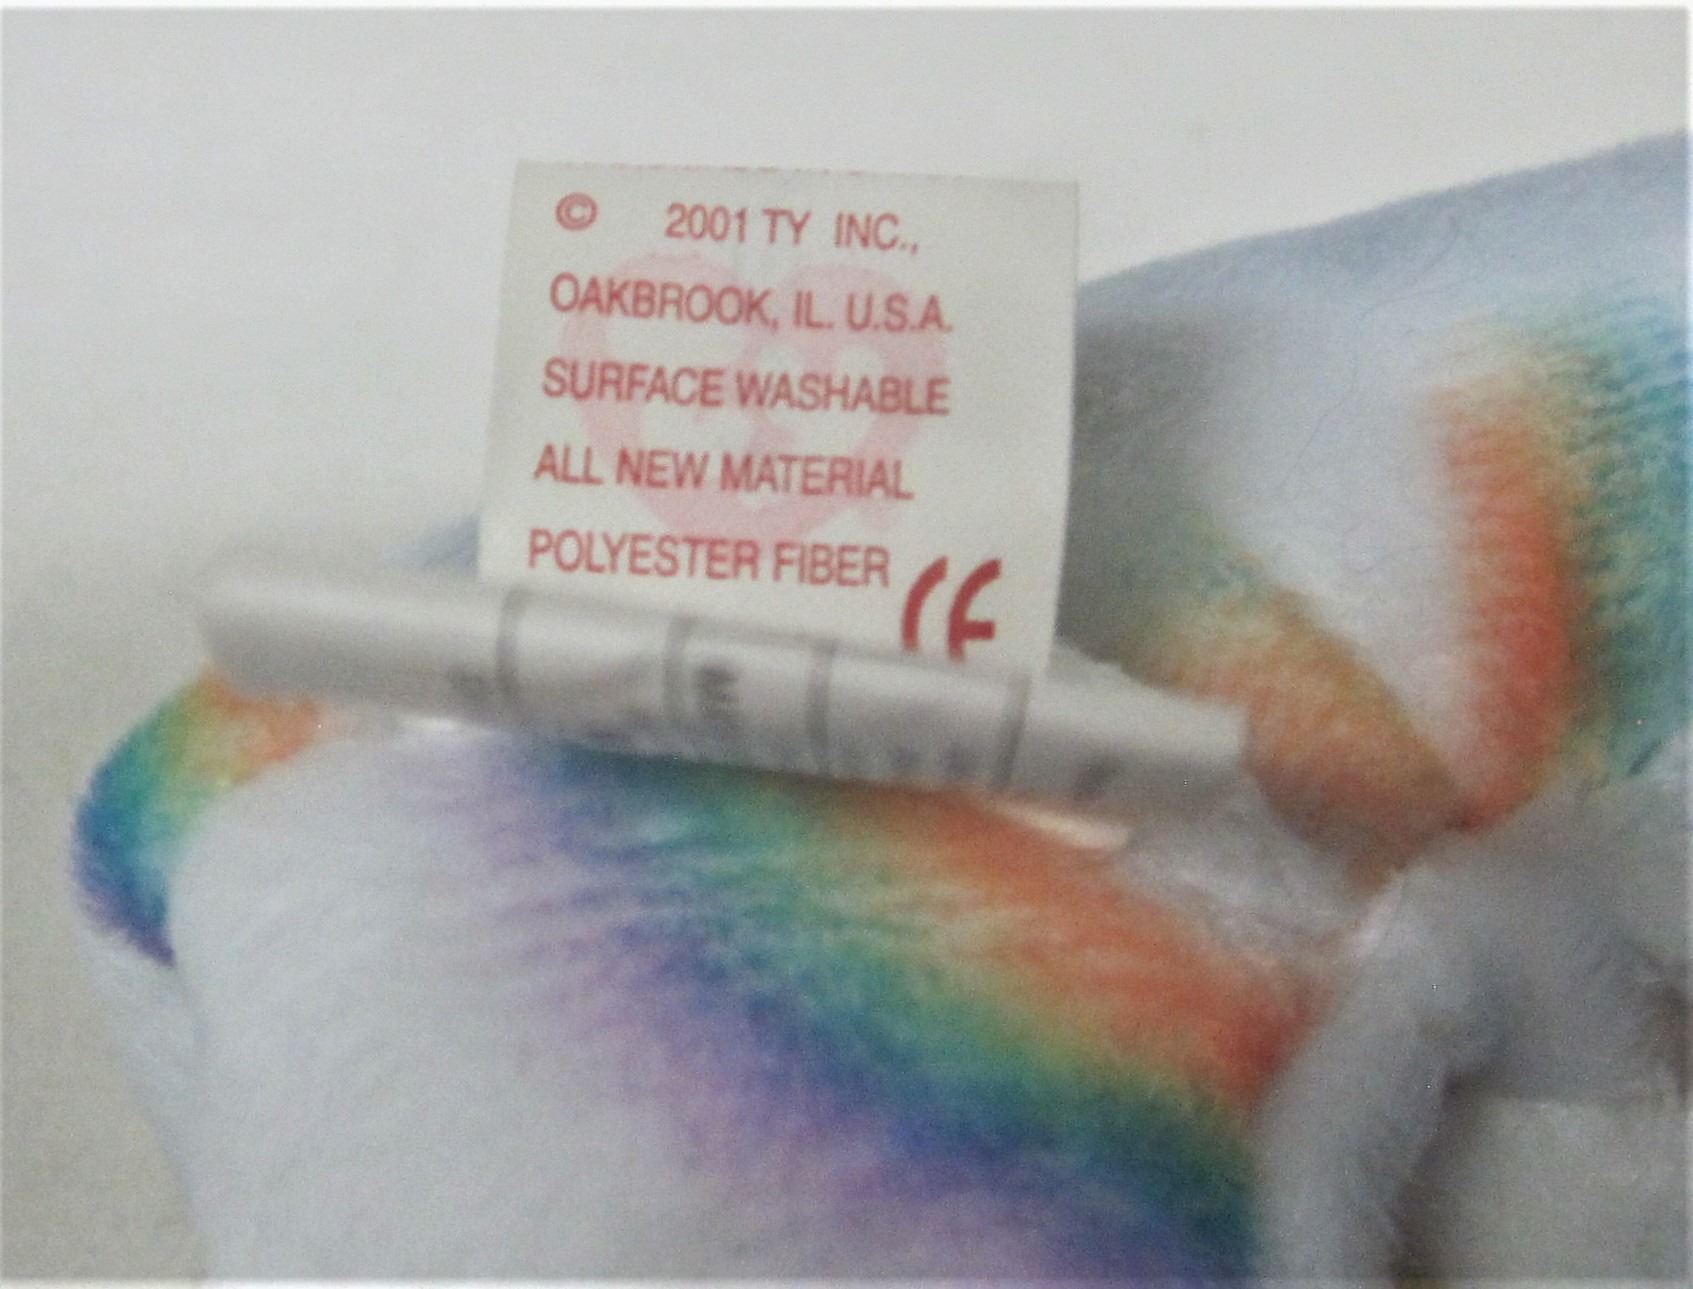 © 2001 TY INC.,
OAKBROOK, IL. U.S.A.
SURFACE WASHABLE
ALL NEW MATERIAL
POLYESTER FIBER
CE